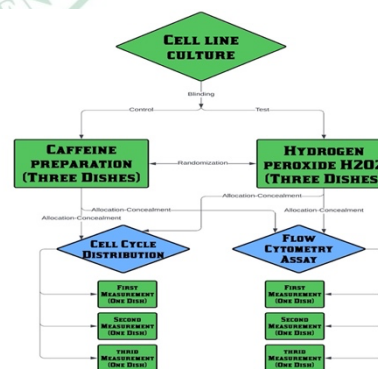 CELL LINE
CULTURE
Blinding
Control
Test
CAFFEINE
PREPARATION
(THREE DISHES)
Randomization
HYDROGEN
PEROXIDE H2O2
(THREE DISHES
Allocation-Concealment
Allocation-Concealment
Allocation-Concealment
Allocation-Concealment
CELL CYCLE
DISTRIBUTION
FLOW
CYTOMETRY
ASSAY
FIRST
MEASUREMENT
(ONE DISH)
FIRST
MEASUREMENT
(ONE DISH)
SECOND
MEASUREMENT
(ONE DISH)
SECOND
MEASUREMENT
(ONE DISH)
THRID
MEASUREMENT
(ONE DISH)
THRID
MEASUREMENT
(ONE DISH)